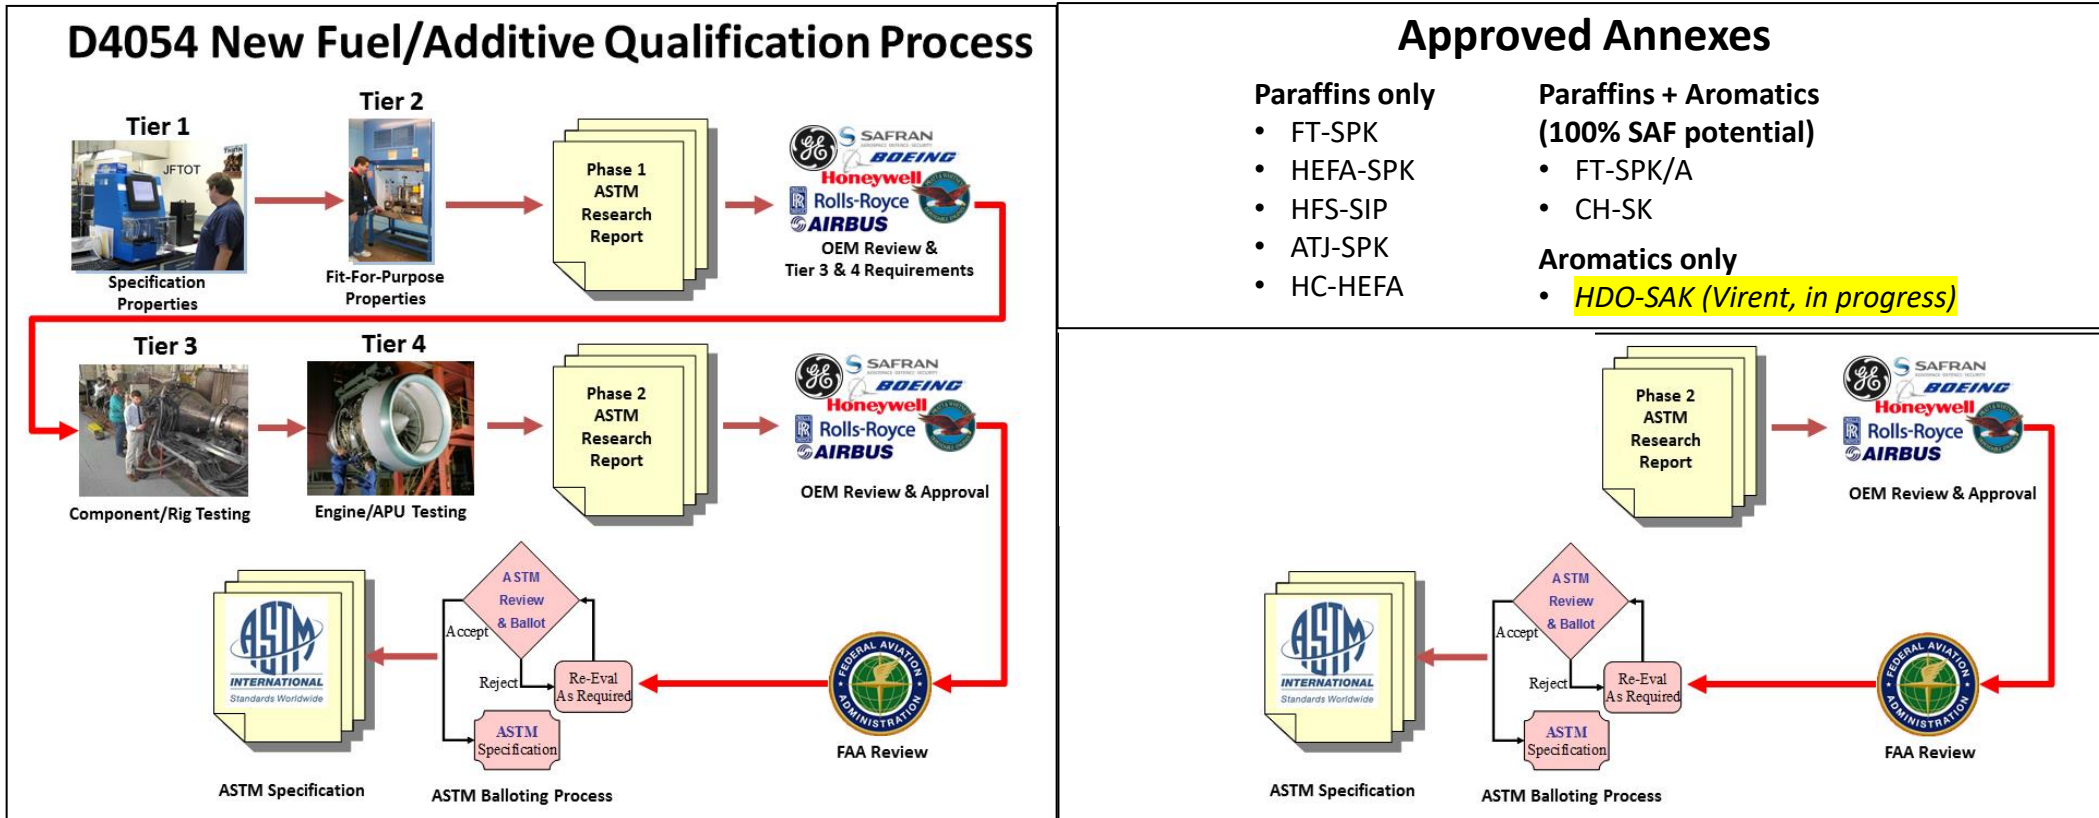 D4054 New Fuel/Additive Qualification Process
Tier 1
JFTOT
Specification
Properties
Tier 2
Fit-For-Purpose
Properties
Phase 1
ASTM
Research
Report
GE
SAFRAN
BOEING
Honeywell
Rolls-Royce
AIRBUS
OEM Review &
Tier 3 & 4 Requirements
Tier 3
Component/Rig Testing
Tier 4
Engine/APU Testing
Phase 2
ASTM
Research
Report
GE
SAFRAN
BOEING
Honeywell
Rolls-Royce
AIRBUS
OEM Review & Approval
FEDERAL AVIATION
ADMINISTRATION
FAA Review
ASTM
Review
& Ballot
Accept
Reject
Re-Eval
As Required
ASTM
Specification
ASTM Balloting Process
ASTM
INTERNATIONAL
Standards Worldwide
ASTM Specification
Approved Annexes
Paraffins only
• FT-SPK
• HEFA-SPK
• HFS-SIP
• ATJ-SPK
• HC-HEFA
Paraffins + Aromatics
(100% SAF potential)
• FT-SPK/A
• CH-SK
Aromatics only
• HDO-SAK (Virent, in progress)
Phase 2
ASTM
Research
Report
GE
SAFRAN
BOEING
Honeywell
Rolls-Royce
AIRBUS
OEM Review & Approval
FEDERAL AVIATION
ADMINISTRATION
FAA Review
ASTM
Review
& Ballot
Accept
Reject
Re-Eval
As Required
ASTM
Specification
ASTM Balloting Process
ASTM
INTERNATIONAL
Standards Worldwide
ASTM Specification